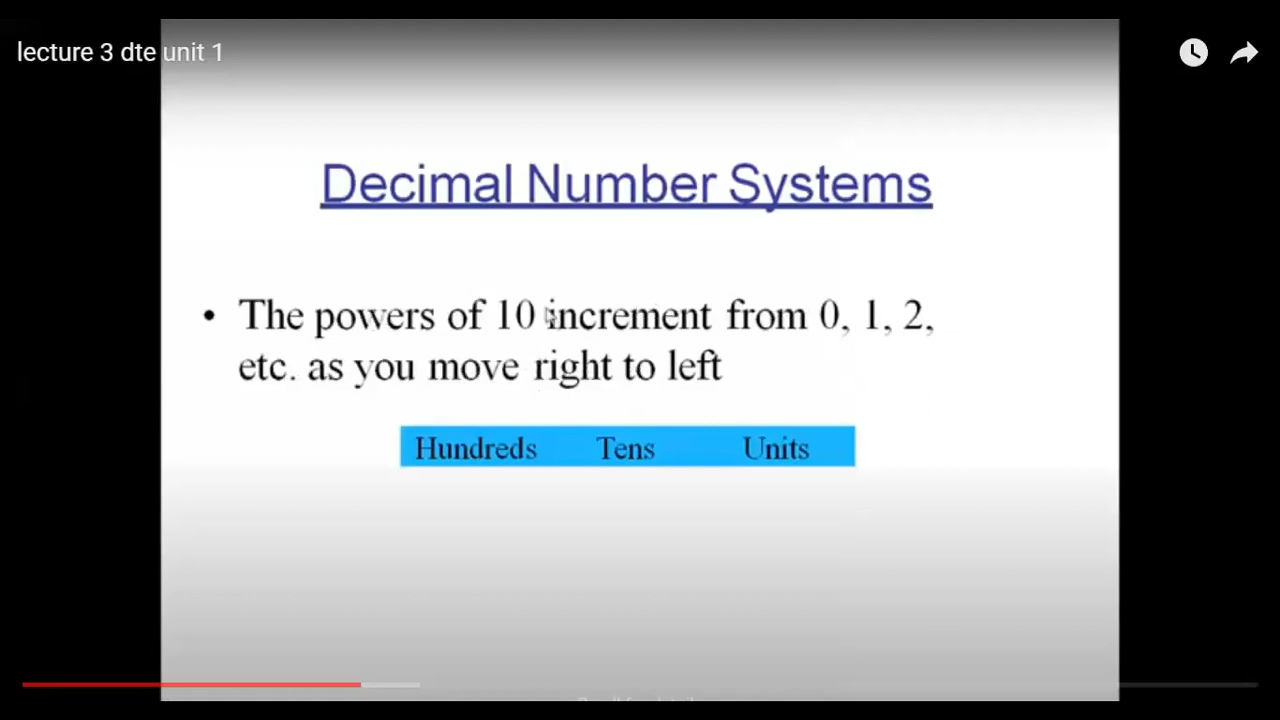 lecture 3 dte unit 1
Decimal Number Systems
• The powers of 10 increment from 0, 1, 2,
etc. as you move right to left
Hundreds Tens Units